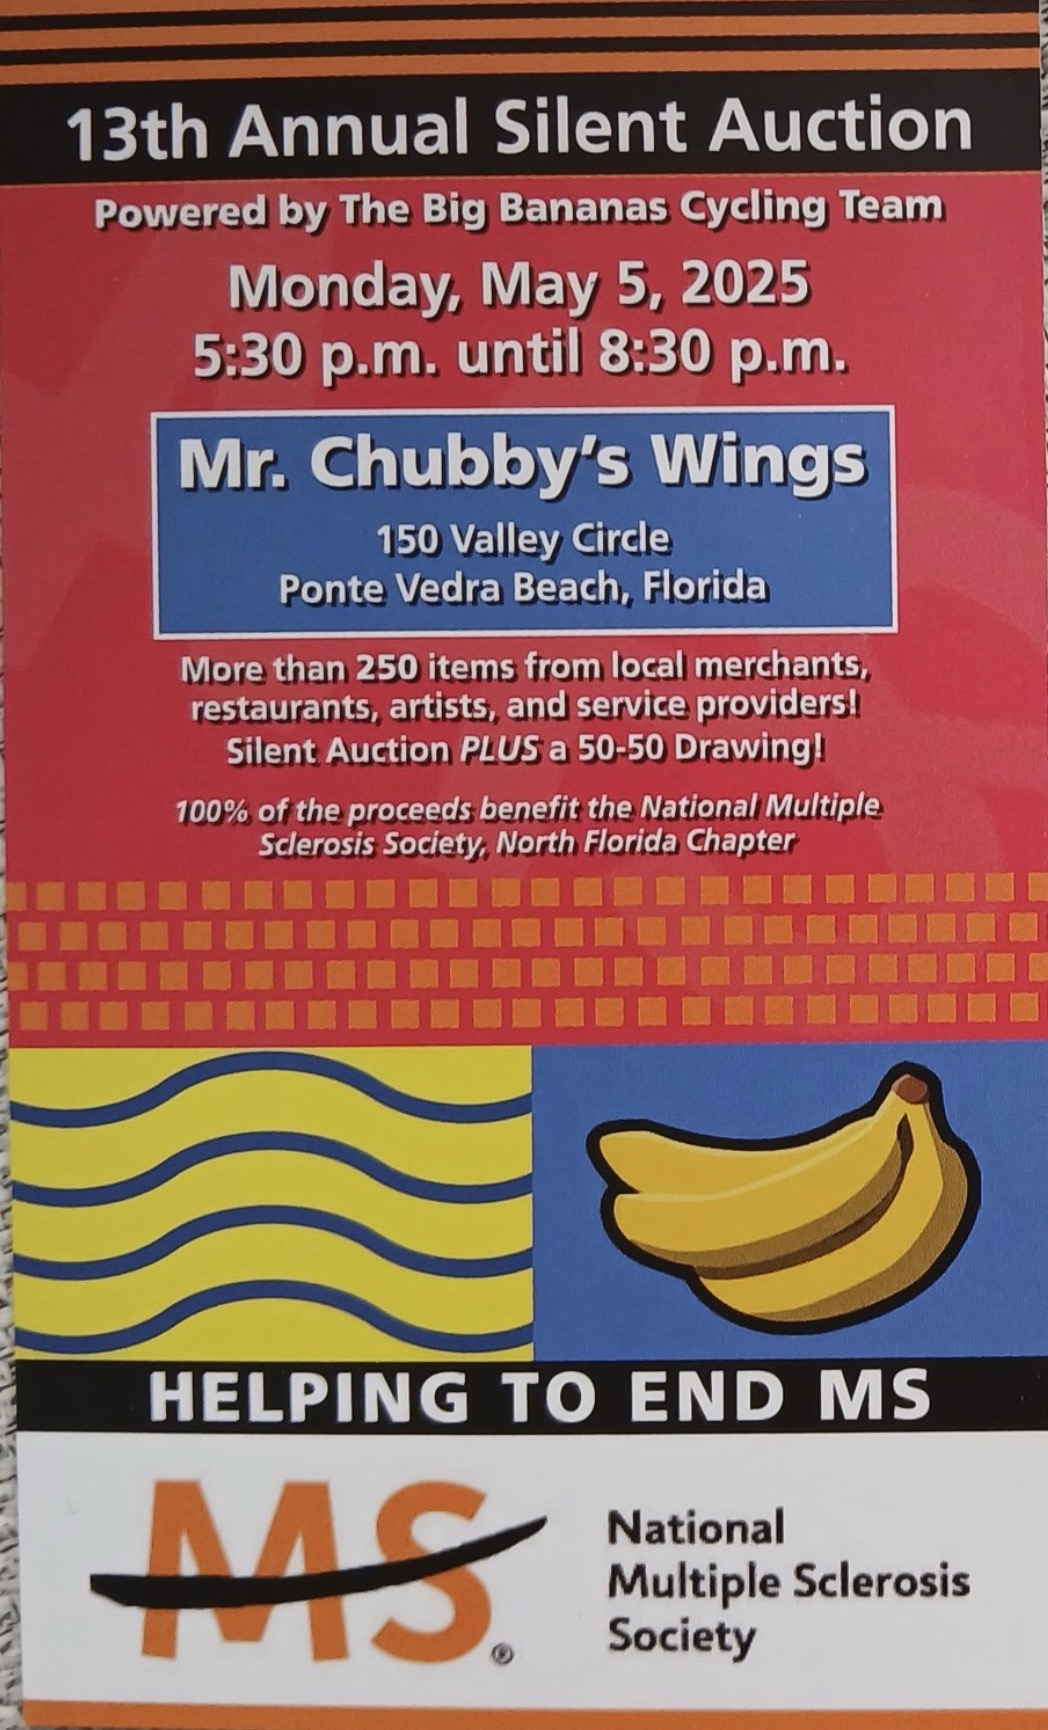 13th Annual Silent Auction
Powered by The Big Bananas Cycling Team
Monday, May 5, 2025
5:30 p.m. until 8:30 p.m.
Mr. Chubby's Wings
150 Valley Circle
Ponte Vedra Beach, Florida
More than 250 items from local merchants,
restaurants, artists, and service providers!
Silent Auction PLUS a 50-50 Drawing!
100% of the proceeds benefit the National Multiple
Sclerosis Society, North Florida Chapter
HELPING TO END MS
MS®
National
Multiple Sclerosis
Society